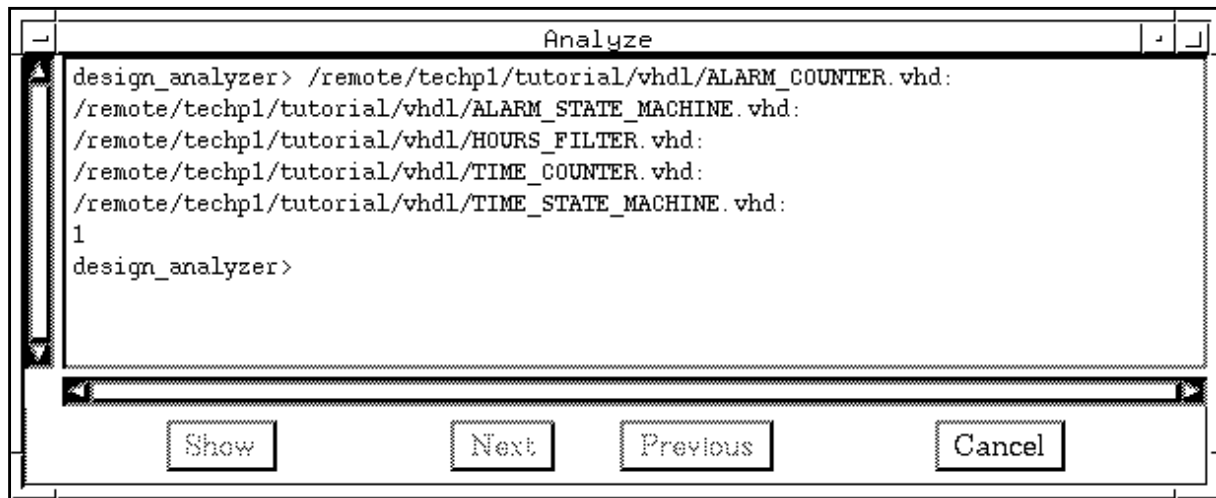 Analyze
design_analyzer> /remote/techp1/tutorial/vhdl/ALARM_COUNTER.vhd:
/remote/techp1/tutorial/vhdl/ALARM_STATE_MACHINE.vhd:
/remote/techp1/tutorial/vhdl/HOURS_FILTER.vhd:
/remote/techp1/tutorial/vhdl/TIME_COUNTER.vhd:
/remote/techp1/tutorial/vhdl/TIME_STATE_MACHINE.vhd:
1
design_analyzer>
Show Next Previous Cancel